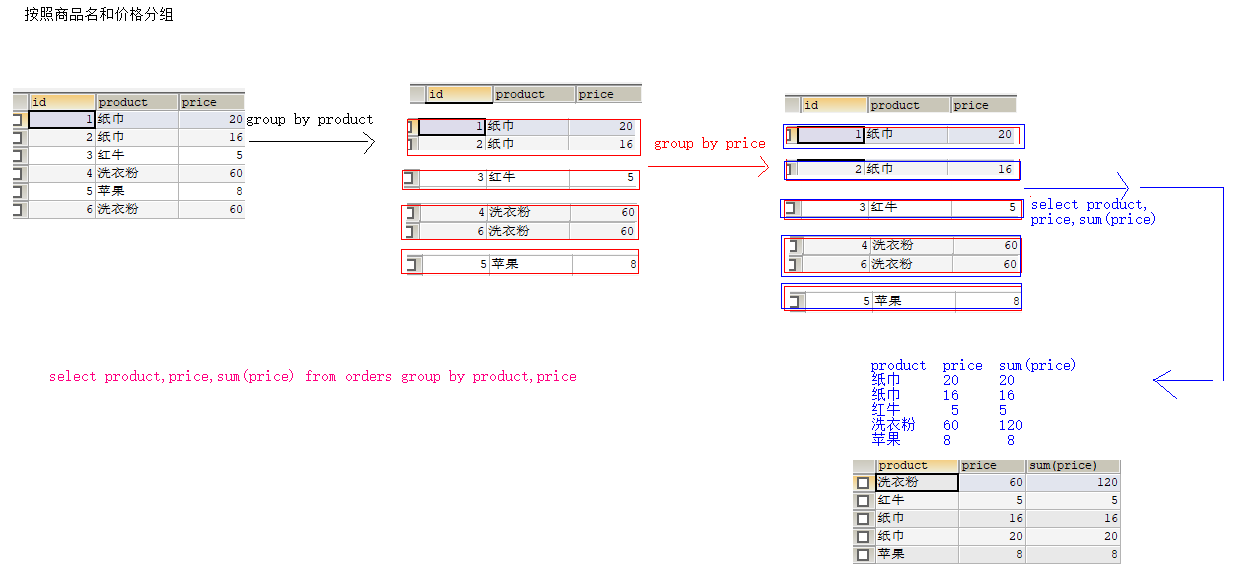 按照商品名和价格分组
id product price
1 纸巾 20
2 纸巾 16
3 红牛 5
4 洗衣粉 60
5 苹果 8
6 洗衣粉 60
group by product
id product price
1 纸巾 20
2 纸巾 16
3 红牛 5
4 洗衣粉 60
6 洗衣粉 60
5 苹果 8
group by price
id product price
1 纸巾 20
2 纸巾 16
3 红牛 5
4 洗衣粉 60
6 洗衣粉 60
5 苹果 8
select product,
price,sum(price)
select product,price,sum(price) from orders group by product,price
product price sum(price)
纸巾 20 20
纸巾 16 16
红牛 5 5
洗衣粉 60 120
苹果 8 8
product price sum(price)
洗衣粉 60 120
红牛 5 5
纸巾 16 16
纸巾 20 20
苹果 8 8